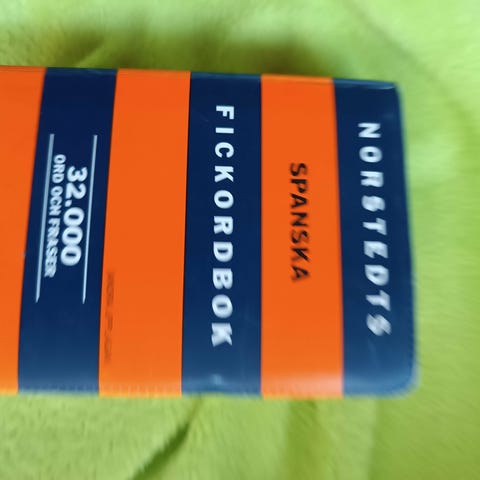 NORSTEDTS
SPANSKA
FICKORDBOK
32.000
ORD OCH FRASER